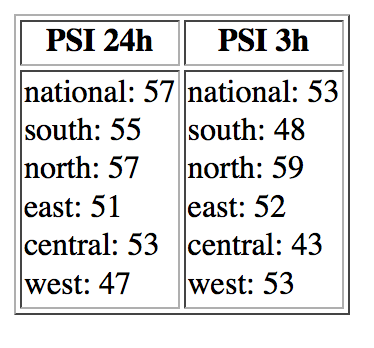 PSI 24h
PSI 3h
national: 57
south: 55
north: 57
east: 51
central: 53
west: 47
national: 53
south: 48
north: 59
east: 52
central: 43
west: 53